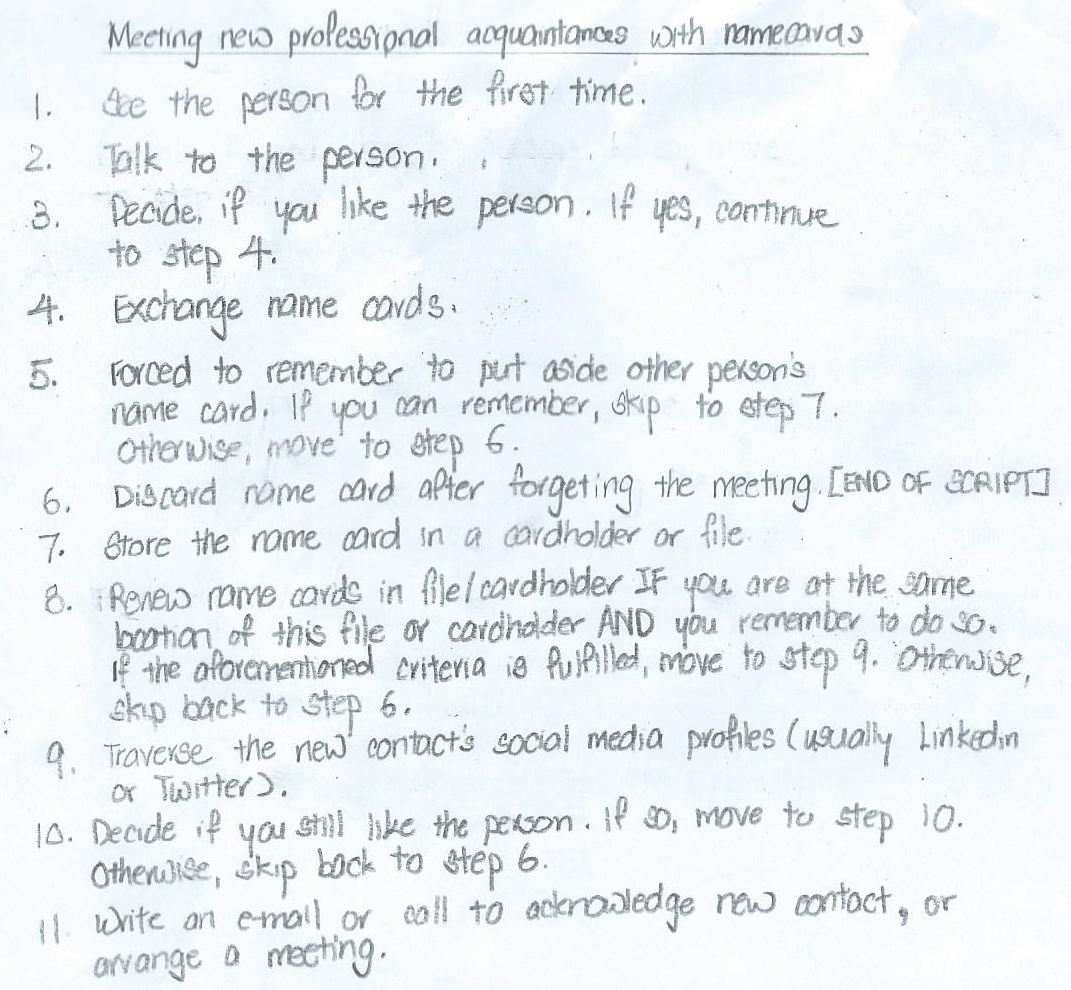 Meeting new professional acquaintances with namecards
1. See the person for the first time.
2. Talk to the person.
3. Decide if you like the person. If yes, continue
to step 4.
4. Exchange name cards.
5. Forced to remember to put aside other person's
name card. If you can remember, skip to step 7.
Otherwise, move to step 6.
6. Discard name card after forgeting the meeting. [END OF SCRIPT]
7. Store the name card in a cardholder or file.
8. Renew name cards in file/cardholder IF you are at the same
location of this file or cardholder AND you remember to do so.
If the aforementioned criteria is fulfilled, move to step 9. Otherwise,
skip back to step 6.
9. Traverse the new contact's social media profiles (usually Linkedin
or Twitter).
10. Decide if you still like the person. If so, move to step 10.
Otherwise, skip back to step 6.
11. Write an e-mail or call to acknowledge new contact, or
arrange a meeting.